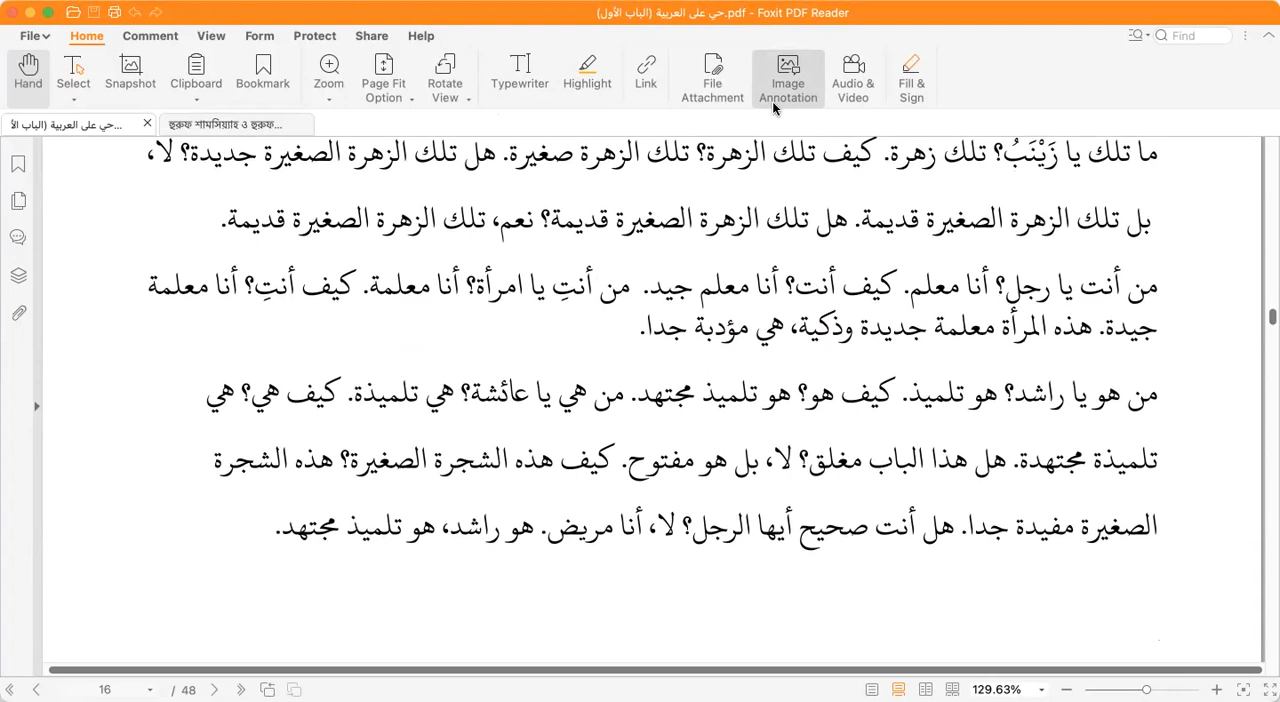 حي على العربية (الباب الأول).pdf - Foxit PDF Reader
File Home Comment View Form Protect Share Help
Find
Hand Select Snapshot Clipboard Bookmark Zoom Page Fit Option Rotate View Typewriter Highlight Link File Attachment Image Annotation Audio & Video Fill & Sign
حي على العربية (الباب الأ...
হুরুফ শামসিয়্যাহ ও হুরুফ...
ما تلك يا زَيْنَبُ؟ تلك زهرة. كيف تلك الزهرة؟ تلك الزهرة صغيرة. هل تلك الزهرة الصغيرة جديدة؟ لا،
بل تلك الزهرة الصغيرة قديمة. هل تلك الزهرة الصغيرة قديمة؟ نعم، تلك الزهرة الصغيرة قديمة.
من أنت يا رجل؟ أنا معلم. كيف أنت؟ أنا معلم جيد. من أنتِ يا امرأة؟ أنا معلمة. كيف أنتِ؟ أنا معلمة
جيدة. هذه المرأة معلمة جديدة وذكية، هي مؤدبة جدا.
من هو يا راشد؟ هو تلميذ. كيف هو؟ هو تلميذ مجتهد. من هي يا عائشة؟ هي تلميذة. كيف هي؟ هي
تلميذة مجتهدة. هل هذا الباب مغلق؟ لا، بل هو مفتوح. كيف هذه الشجرة الصغيرة؟ هذه الشجرة
الصغيرة مفيدة جدا. هل أنت صحيح أيها الرجل؟ لا، أنا مريض. هو راشد، هو تلميذ مجتهد.
16 / 48
129.63%